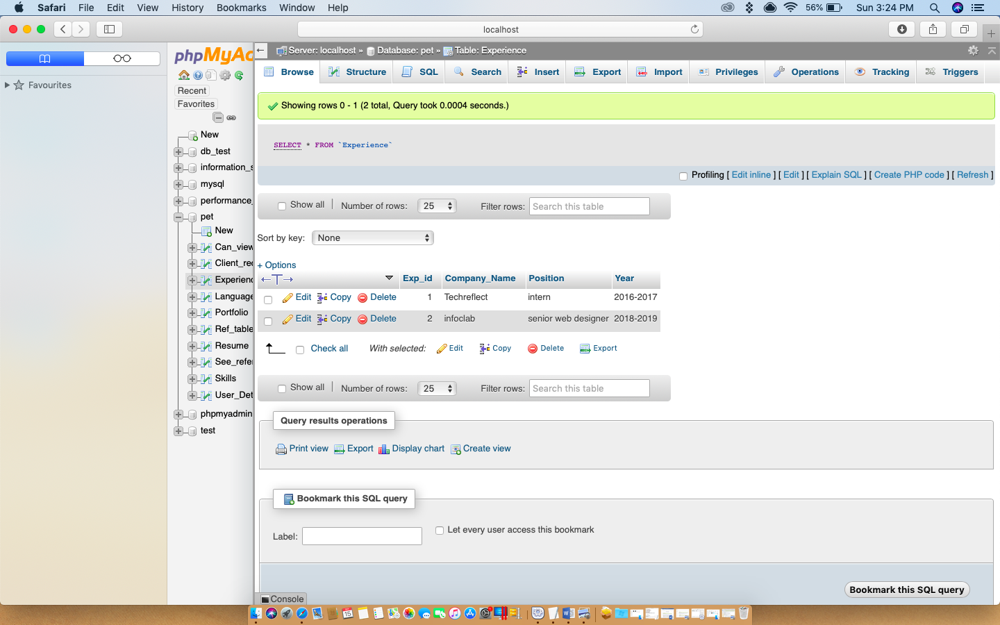 Safari File Edit View History Bookmarks Window Help 56% Sun 3:24 PM
localhost
Favourites
phpMyAc
Recent
Favorites
New
db_test
information_s
mysql
performance_
pet
New
Can_view
Client_rec
Experienc
Language
Portfolio
Ref_table
Resume
See_refer
Skills
User_Det
phpmyadmin
test
Server: localhost » Database: pet » Table: Experience
Browse Structure SQL Search Insert Export Import Privileges Operations Tracking Triggers
Showing rows 0 - 1 (2 total, Query took 0.0004 seconds.)
SELECT * FROM `Experience`
Profiling [ Edit inline ] [ Edit ] [ Explain SQL ] [ Create PHP code ] [ Refresh ]
Show all | Number of rows: 25 Filter rows: Search this table
Sort by key: None
+ Options
←T→ Exp_id Company_Name Position Year
Edit Copy Delete 1 Techreflect intern 2016-2017
Edit Copy Delete 2 infoclab senior web designer 2018-2019
Check all With selected: Edit Copy Delete Export
Show all | Number of rows: 25 Filter rows: Search this table
Query results operations
Print view Export Display chart Create view
Bookmark this SQL query
Label: Let every user access this bookmark
Bookmark this SQL query
Console